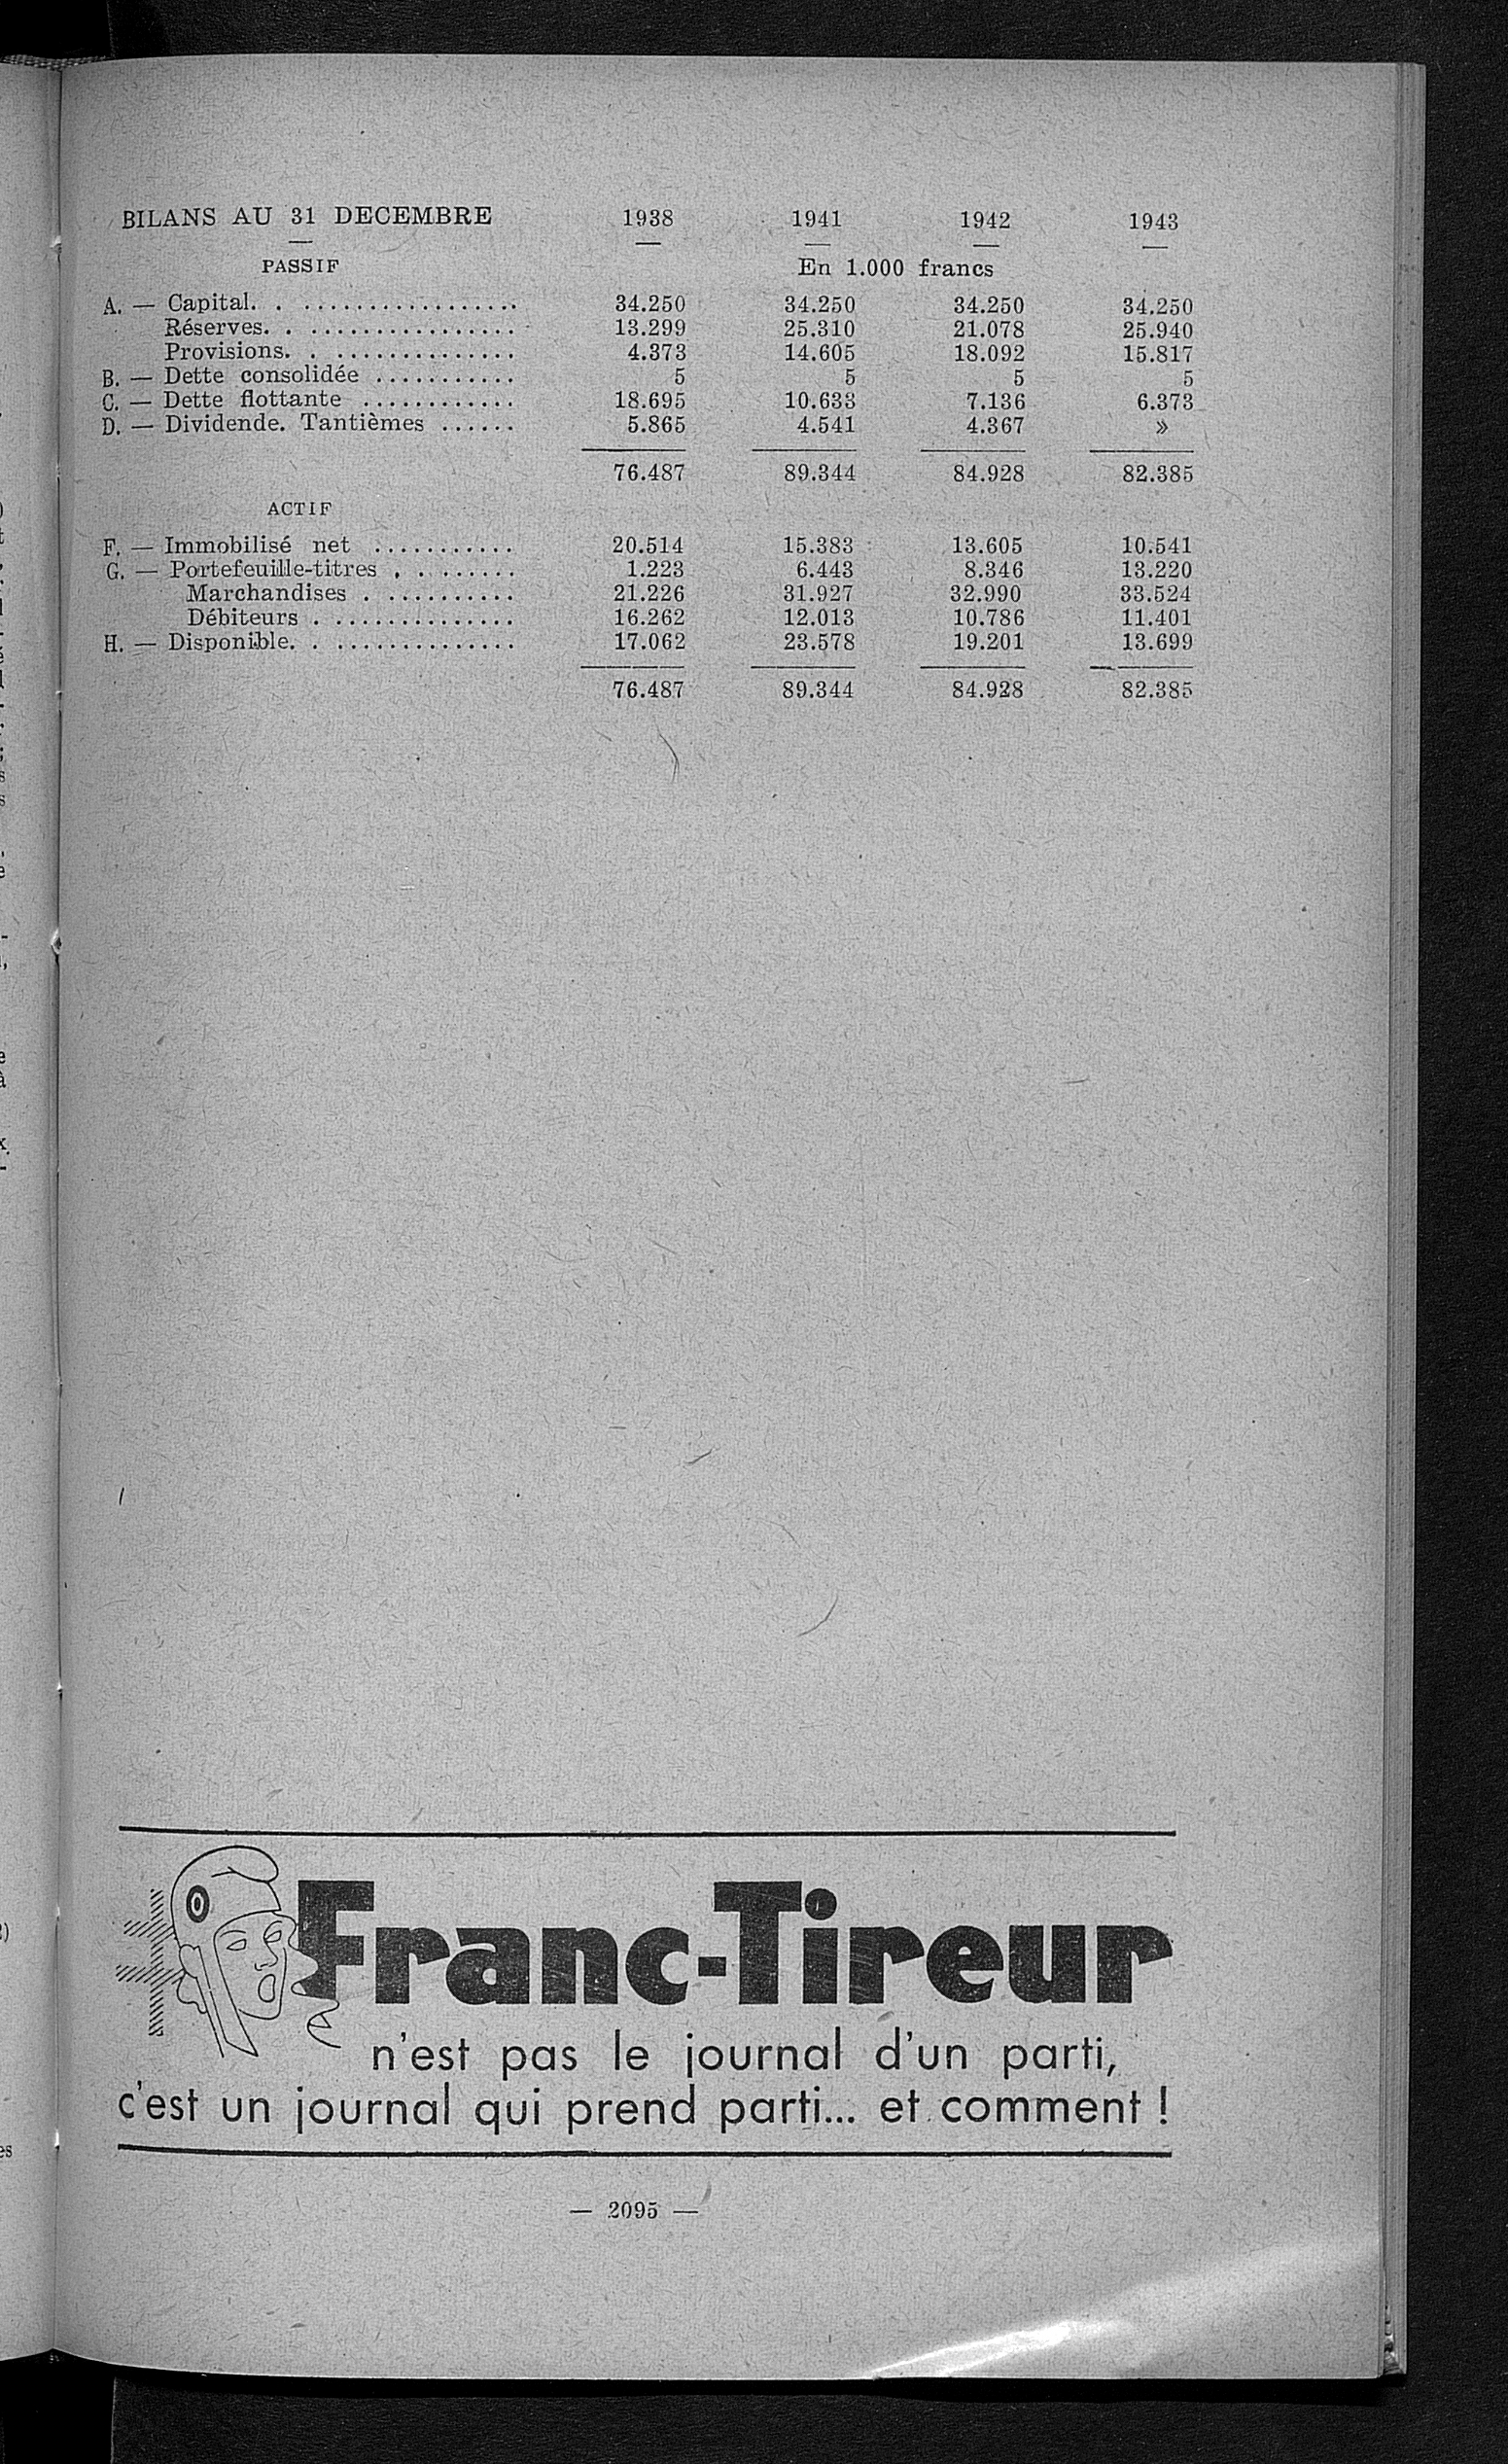 BILANS AU 31 DECEMBRE 1938 1941 1942 1943
PASSIF En 1.000 francs
A. — Capital. . .................. 34.250 34.250 34.250 34.250
Réserves. . ................ 13.299 25.310 21.078 25.940
Provisions. . .............. 4.373 14.605 18.092 15.817
B. — Dette consolidée ........... 5 5 5 5
C. — Dette flottante ............ 18.695 10.633 7.136 6.373
D. — Dividende. Tantièmes ...... 5.865 4.541 4.367 »
76.487 89.344 84.928 82.385
ACTIF
F. — Immobilisé net ........... 20.514 15.383 13.605 10.541
G. — Portefeuille-titres . ....... 1.223 6.443 8.346 13.220
Marchandises . .......... 21.226 31.927 32.990 33.524
Débiteurs . .............. 16.262 12.013 10.786 11.401
H. — Disponible. . .............. 17.062 23.578 19.201 13.699
76.487 89.344 84.928 82.385
Franc-Tireur
n'est pas le journal d'un parti,
c'est un journal qui prend parti... et comment !
— 2095 —